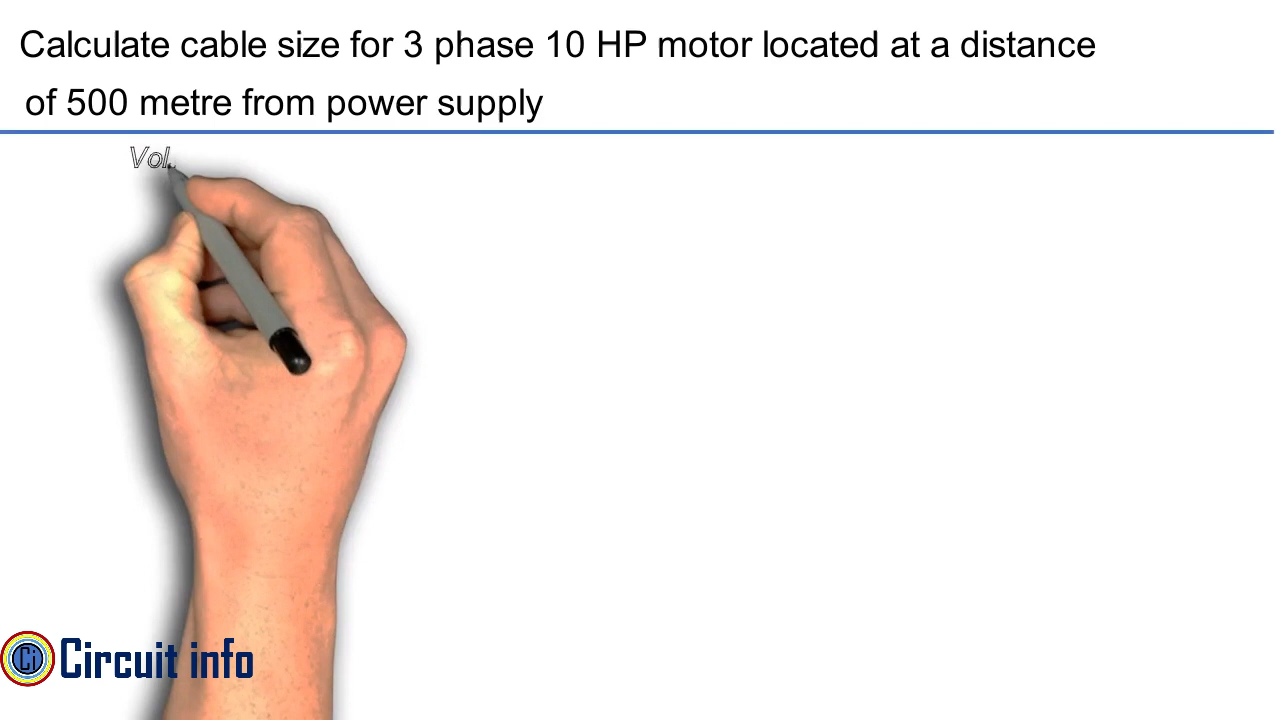 Calculate cable size for 3 phase 10 HP motor located at a distance
of 500 metre from power supply
Vol
Ci Circuit info